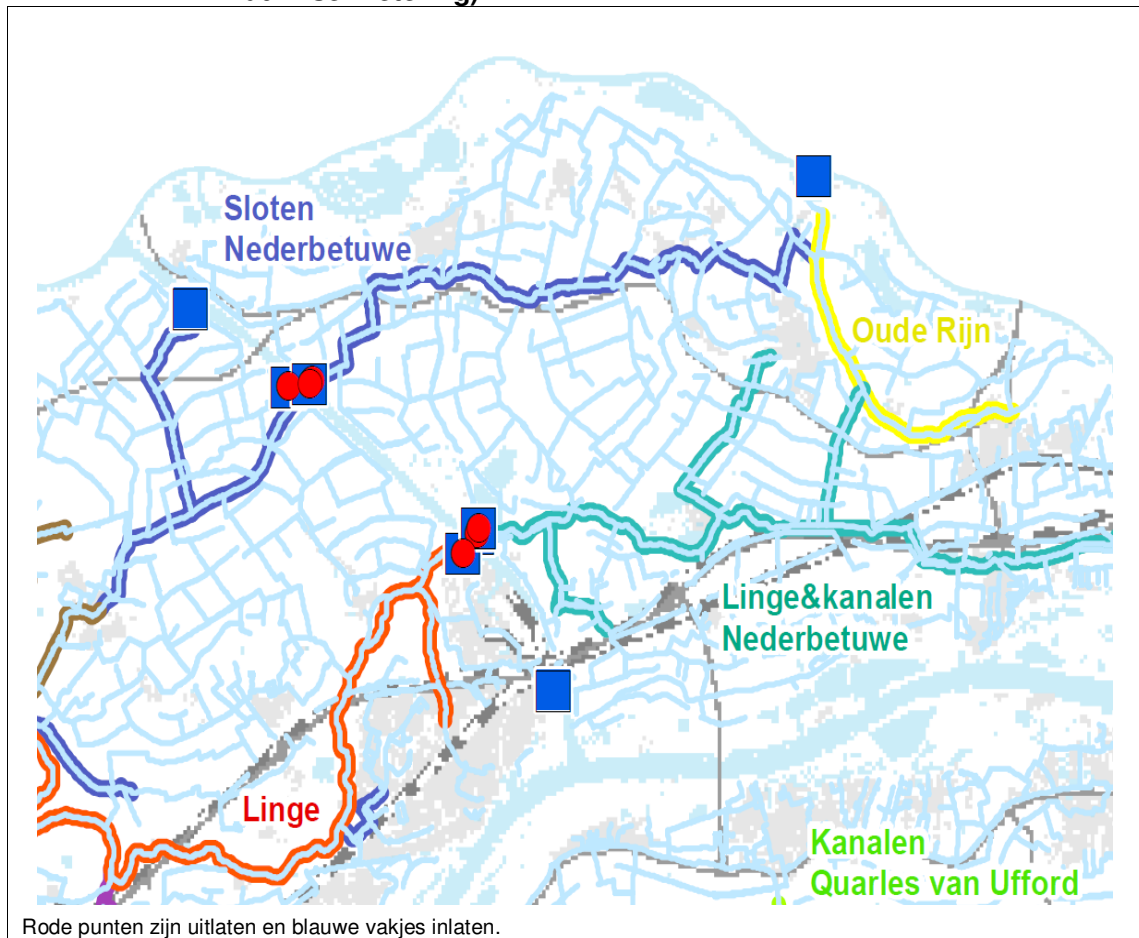 Sloten
Nederbetuwe
Oude Rijn
Linge&kanalen
Nederbetuwe
Linge
Kanalen
Quarles van Ufford
Rode punten zijn uitlaten en blauwe vakjes inlaten.